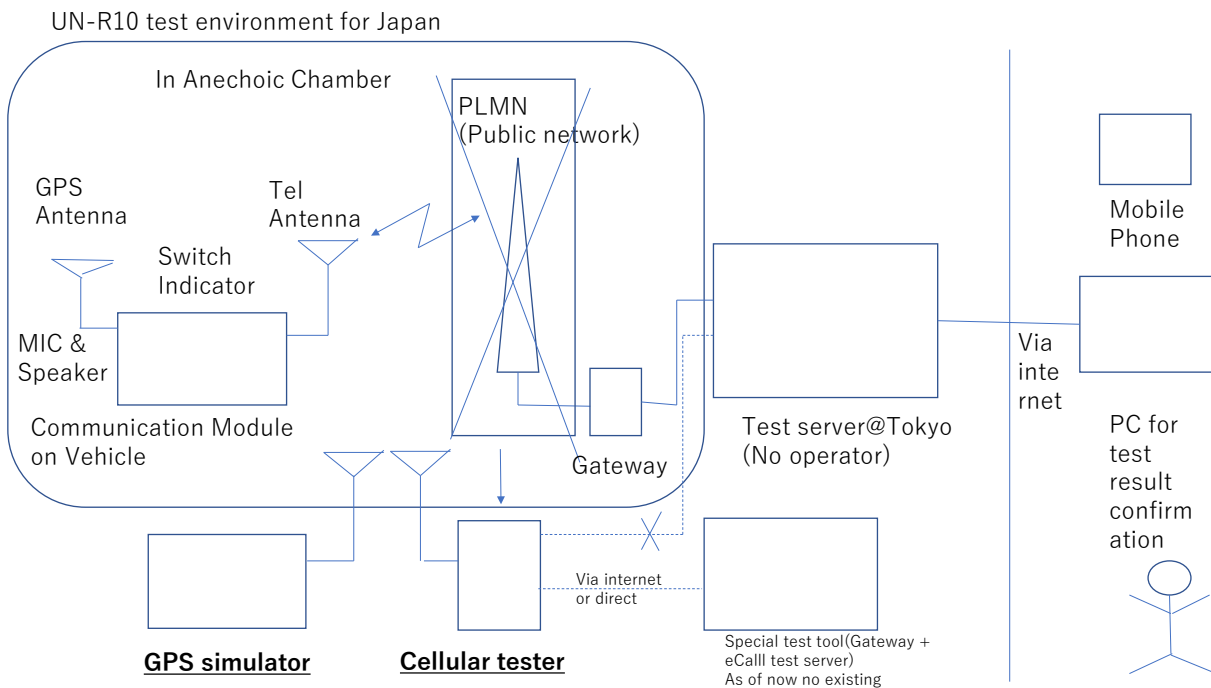 UN-R10 test environment for Japan
In Anechoic Chamber
PLMN
(Public network)
GPS
Antenna
Tel
Antenna
Switch
Indicator
MIC &
Speaker
Communication Module
on Vehicle
Gateway
Test server@Tokyo
(No operator)
Via
inte
rnet
Mobile
Phone
PC for
test
result
confirm
ation
Via internet
or direct
GPS simulator
Cellular tester
Special test tool(Gateway +
eCalll test server)
As of now no existing